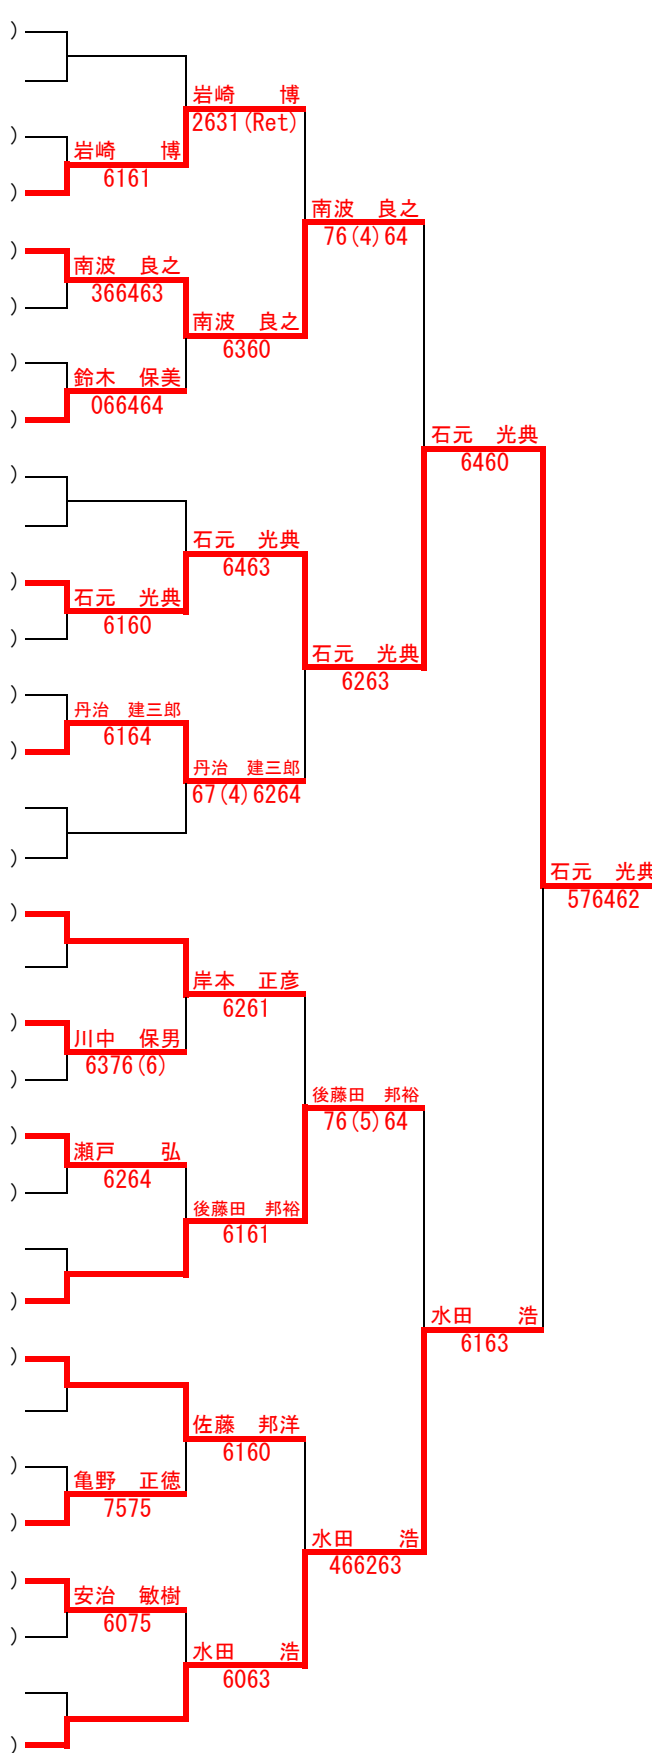 )
岩崎　　博
2631(Ret)
)
岩崎　　博
6161
)
南波　良之
76(4)64
)
南波　良之
366463
)
南波　良之
6360
)
鈴木　保美
066464
)
石元　光典
6460
)
石元　光典
6463
)
石元　光典
6160
)
石元　光典
6263
)
丹治　建三郎
6164
)
丹治　建三郎
67(4)6264
)
石元　光典
576462
)
岸本　正彦
6261
)
川中　保男
6376(6)
)
後藤田　邦裕
76(5)64
)
瀬戸　　弘
6264
)
後藤田　邦裕
6161
)
水田　　浩
6163
)
佐藤　邦洋
6160
)
亀野　正徳
7575
)
水田　　浩
466263
)
安治　敏樹
6075
)
水田　　浩
6063
)